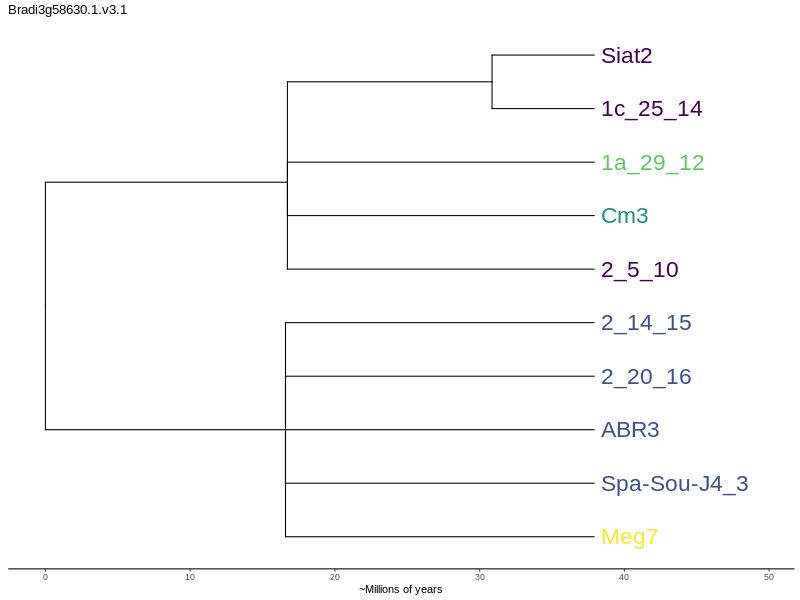 Bradi3g58630.1.v3.1
Siat2
1c_25_14
1a_29_12
Cm3
2_5_10
2_14_15
2_20_16
ABR3
Spa-Sou-J4_3
Meg7
0 10 20 30 40 50
~Millions of years